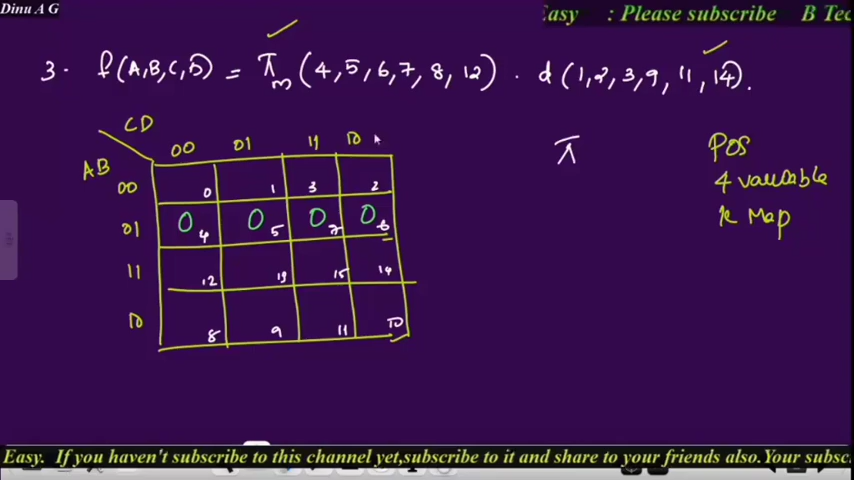 Dinu A G
Easy : Please subscribe B Tec
3. f(A,B,C,D) = πm (4,5,6,7,8,12) . d(1,2,3,9,11,14).
π
POS
4 variable
k Map
CD
AB
00 01 11 10
00 0 1 3 2
01 0 4 0 5 0 7 0 6
11 12 13 15 14
10 8 9 11 10
Easy. If you haven't subscribe to this channel yet,subscribe to it and share to your friends also.Your subsc